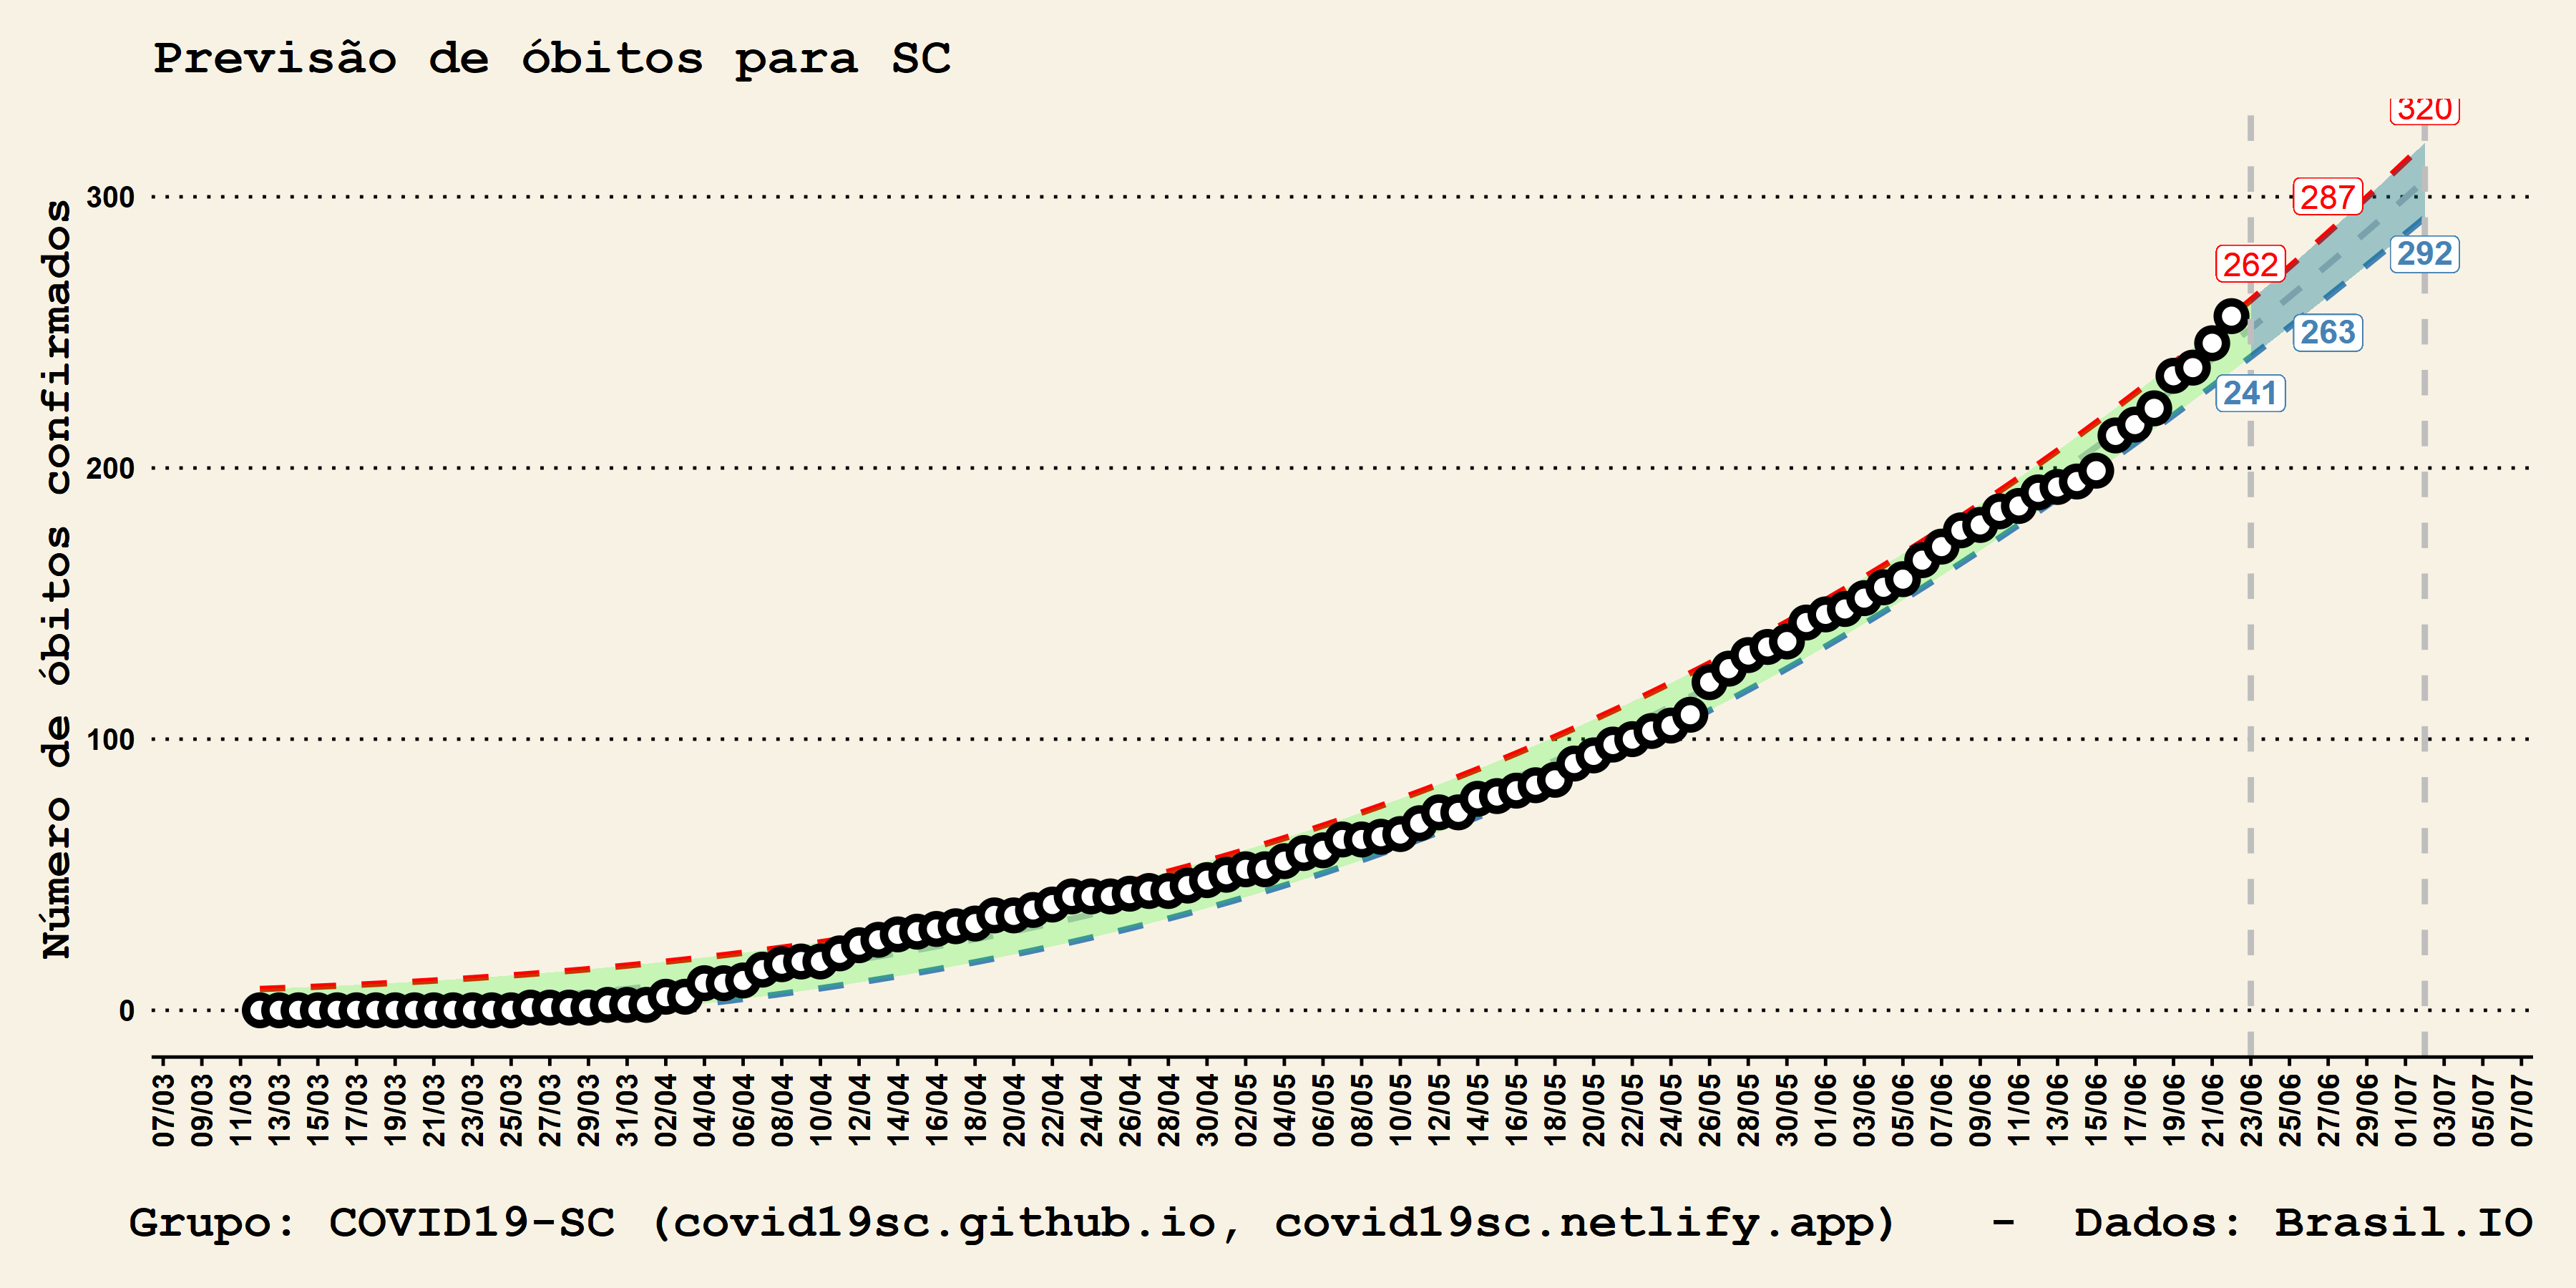 Previsão de óbitos para SC
Número de óbitos confirmados
320
300
287
262
292
263
241
200
100
0
07/03 09/03 11/03 13/03 15/03 17/03 19/03 21/03 23/03 25/03 27/03 29/03 31/03 02/04 04/04 06/04 08/04 10/04 12/04 14/04 16/04 18/04 20/04 22/04 24/04 26/04 28/04 30/04 02/05 04/05 06/05 08/05 10/05 12/05 14/05 16/05 18/05 20/05 22/05 24/05 26/05 28/05 30/05 01/06 03/06 05/06 07/06 09/06 11/06 13/06 15/06 17/06 19/06 21/06 23/06 25/06 27/06 29/06 01/07 03/07 05/07 07/07
Grupo: COVID19-SC (covid19sc.github.io, covid19sc.netlify.app) - Dados: Brasil.IO